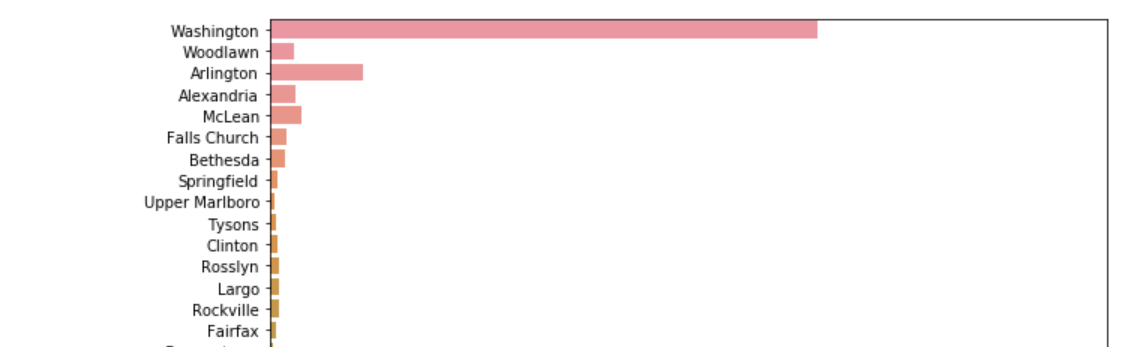 Washington
Woodlawn
Arlington
Alexandria
McLean
Falls Church
Bethesda
Springfield
Upper Marlboro
Tysons
Clinton
Rosslyn
Largo
Rockville
Fairfax